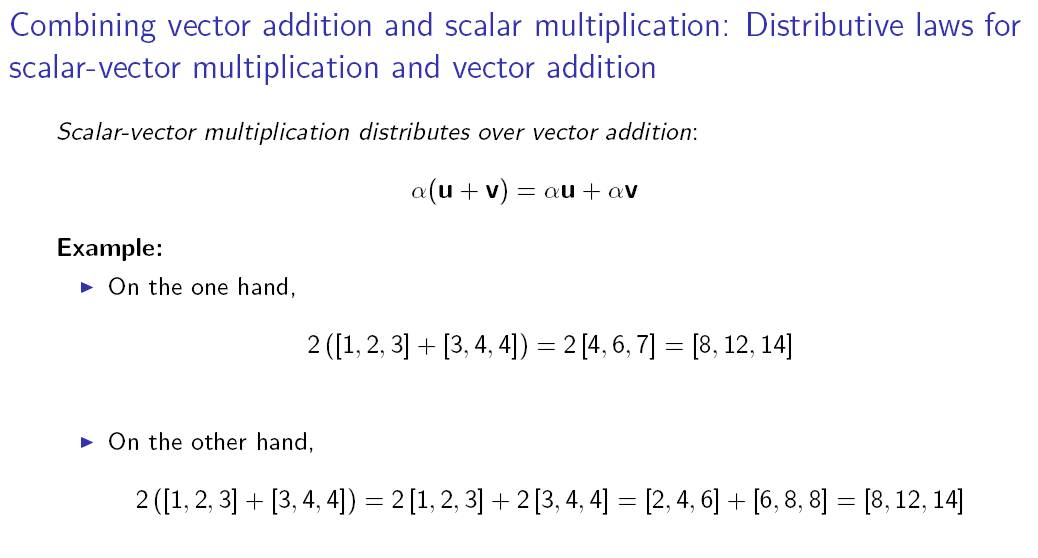 Combining vector addition and scalar multiplication: Distributive laws for
scalar-vector multiplication and vector addition
Scalar-vector multiplication distributes over vector addition:
α(u + v) = αu + αv
Example:
▶ On the one hand,
2 ([1, 2, 3] + [3, 4, 4]) = 2 [4, 6, 7] = [8, 12, 14]
▶ On the other hand,
2 ([1, 2, 3] + [3, 4, 4]) = 2 [1, 2, 3] + 2 [3, 4, 4] = [2, 4, 6] + [6, 8, 8] = [8, 12, 14]